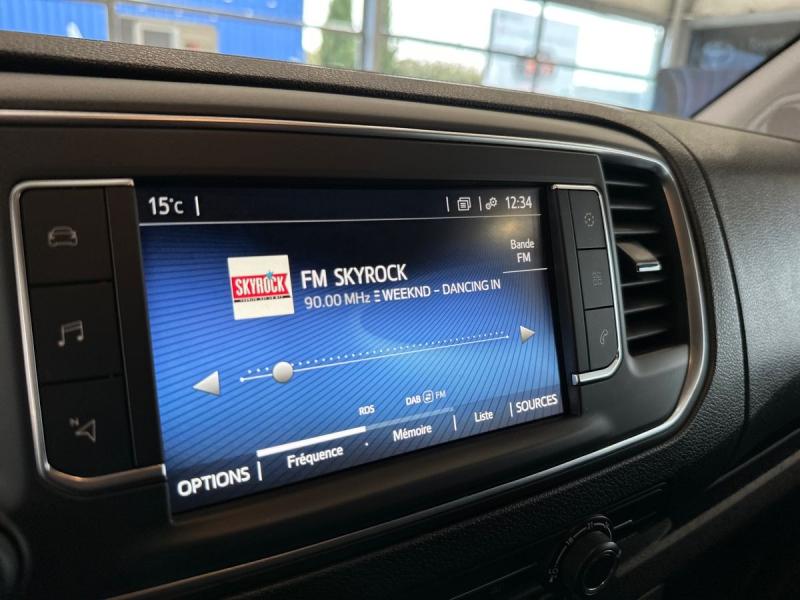 15°C
12:34
Bande
FM
SKYROCK
FM SKYROCK
90.00 MHz WEEKND - DANCING IN
RDS
DAB FM
OPTIONS
Fréquence
Mémoire
Liste
SOURCES
N